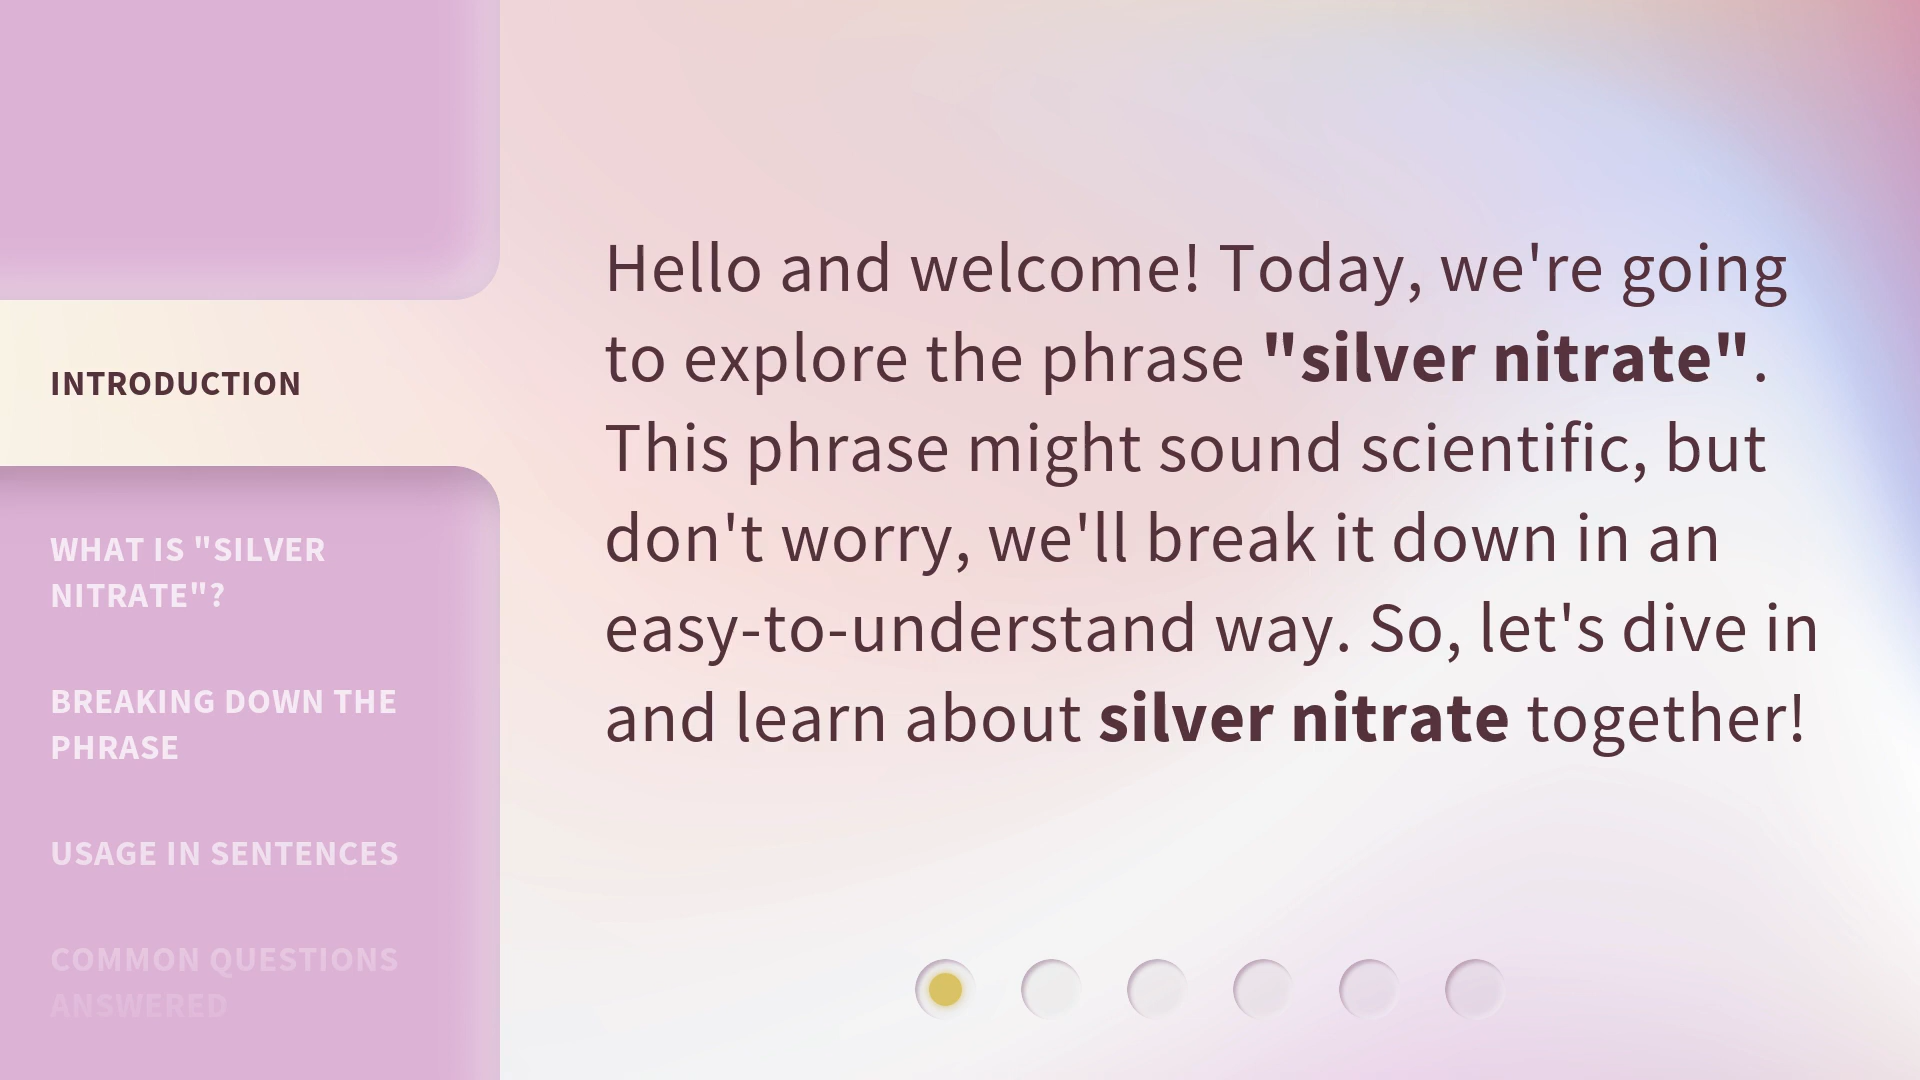 INTRODUCTION
WHAT IS "SILVER
NITRATE"?
BREAKING DOWN THE
PHRASE
USAGE IN SENTENCES
COMMON QUESTIONS
ANSWERED
Hello and welcome! Today, we're going
to explore the phrase "silver nitrate".
This phrase might sound scientific, but
don't worry, we'll break it down in an
easy-to-understand way. So, let's dive in
and learn about silver nitrate together!